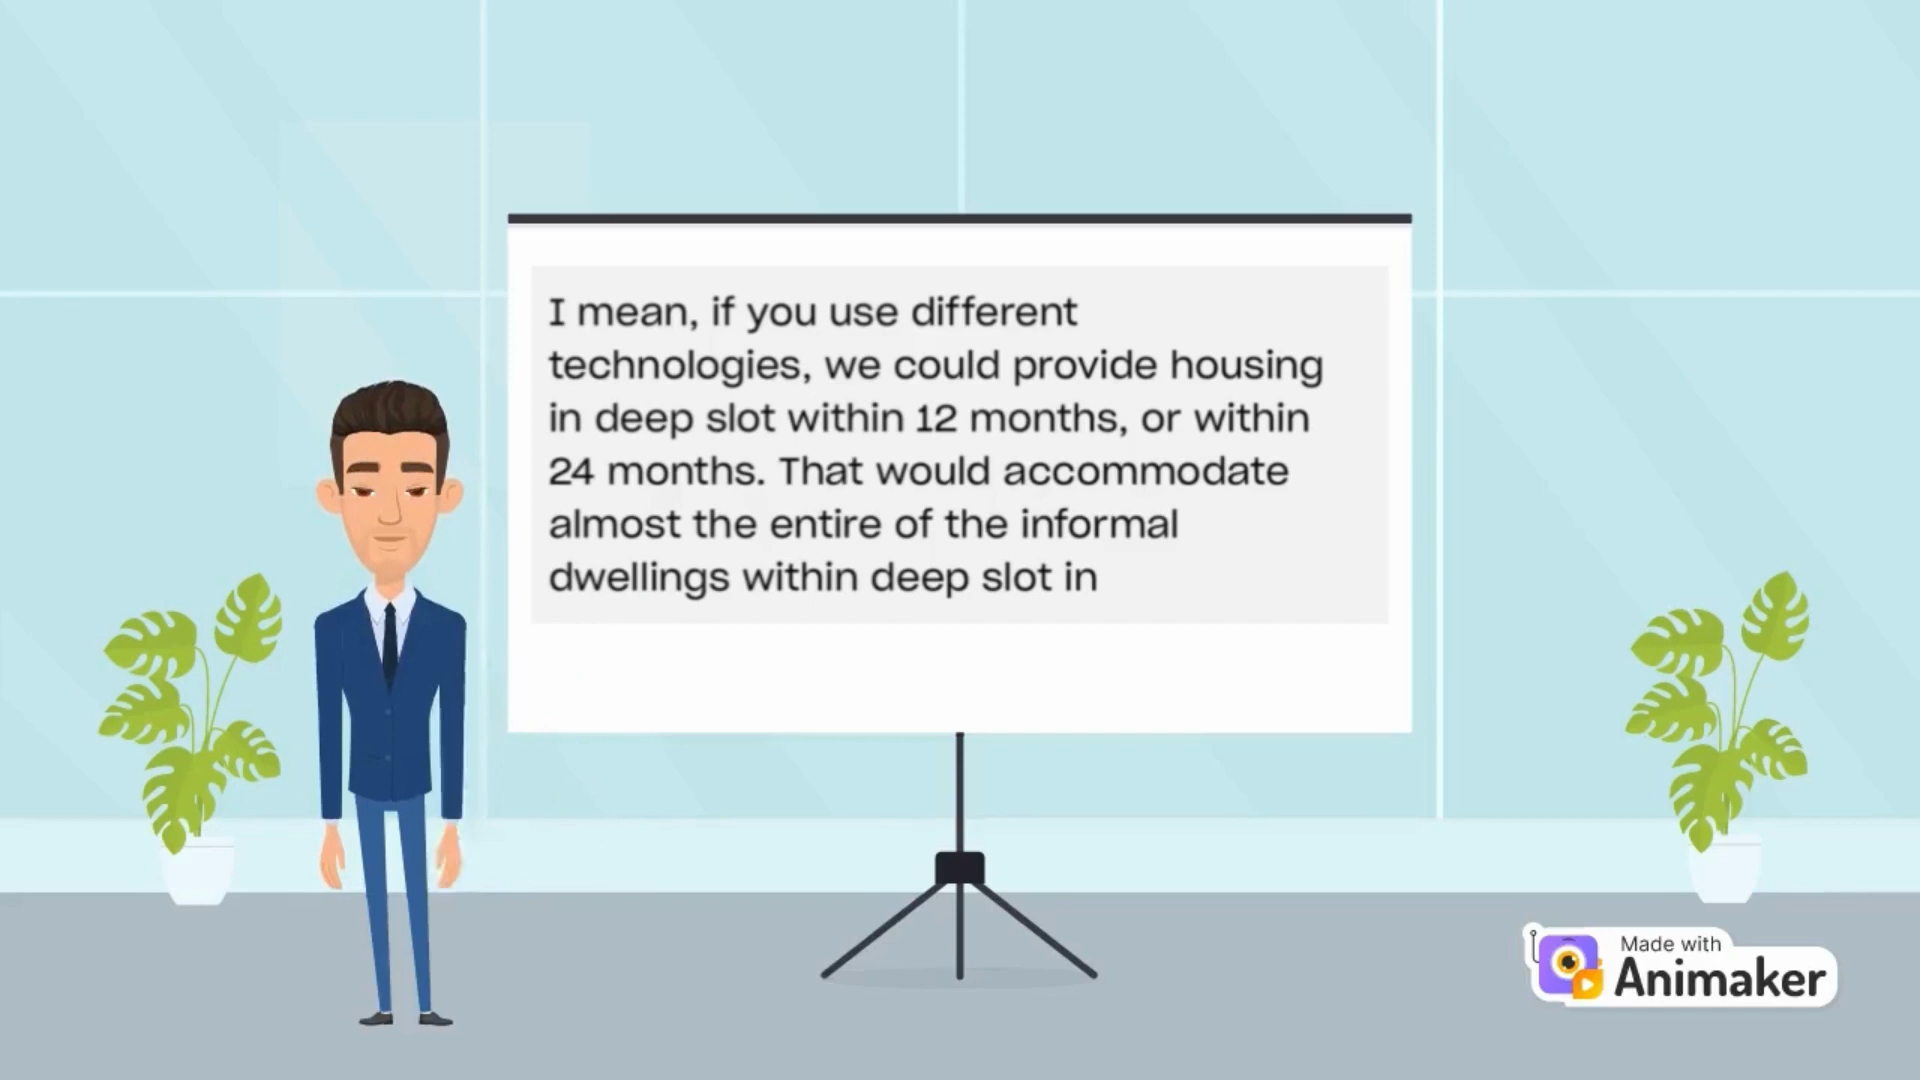 I mean, if you use different
technologies, we could provide housing
in deep slot within 12 months, or within
24 months. That would accommodate
almost the entire of the informal
dwellings within deep slot in
Made with
Animaker